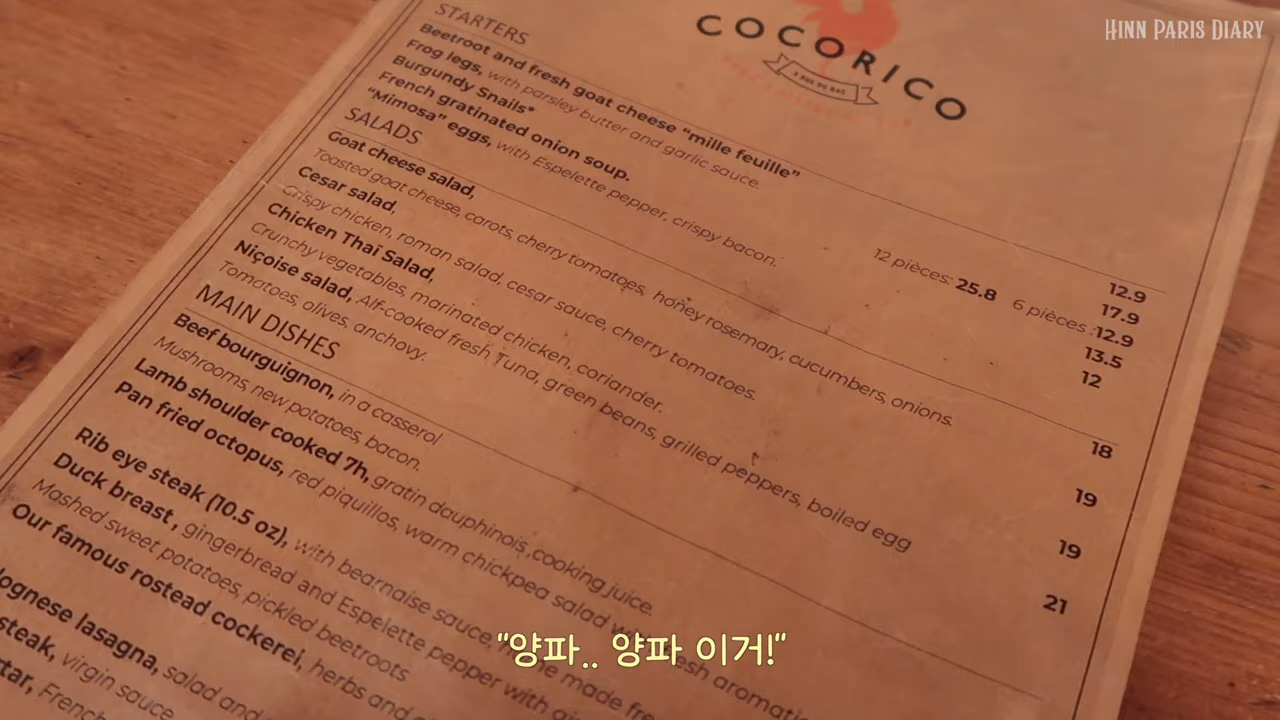 HINN PARIS DIARY
COCORICO
STARTERS
Beetroot and fresh goat cheese “mille feuille” 12.9
Frog legs, with parsley butter and garlic sauce. 17.9
Burgundy Snails* 12 pièces: 25.8 6 pièces :12.9
French gratinated onion soup. 13.5
“Mimosa” eggs, with Espelette pepper, crispy bacon. 12
SALADS
Goat cheese salad, 18
Toasted goat cheese, carots, cherry tomatoes, honey rosemary, cucumbers, onions.
Cesar salad, 19
Crispy chicken, roman salad, cesar sauce, cherry tomatoes.
Chicken Thaï Salad, 19
Crunchy vegetables, marinated chicken, coriander.
Niçoise salad, Alf-cooked fresh Tuna, green beans, grilled peppers, boiled egg 21
Tomatoes, olives, anchovy.
MAIN DISHES
Beef bourguignon, in a casserol
Mushrooms, new potatoes, bacon.
Lamb shoulder cooked 7h, gratin dauphinois ,cooking juice.
Pan fried octopus, red piquillos, warm chickpea salad
Rib eye steak (10.5 oz), with bearnaise sauce,
Duck breast , gingerbread and Espelette pepper with
Mashed sweet potatoes, pickled beetroots
Our famous rostead cockerei, herbs and
lasagna, salad and
steak, virgin sauce
French
"양파.. 양파 이거!"